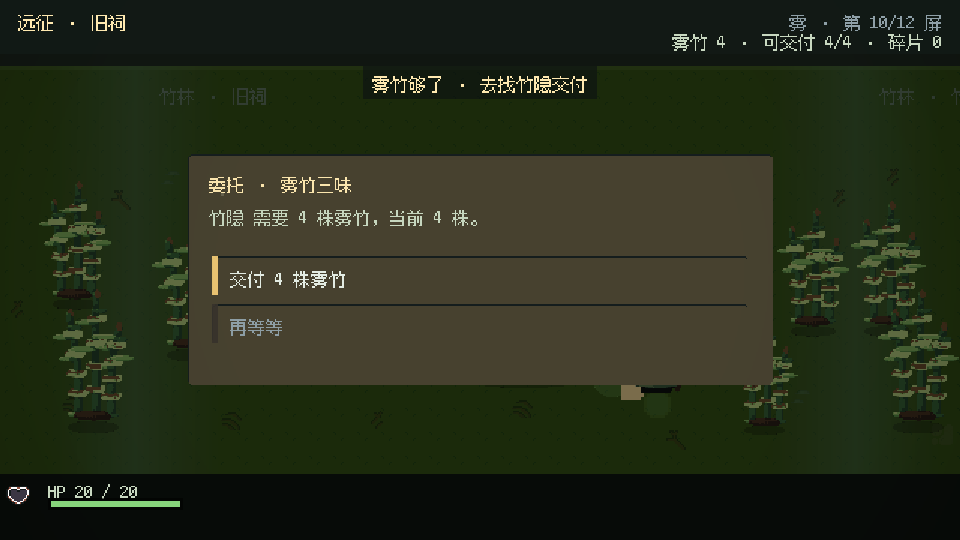 远征 · 旧祠
雾 · 第 10/12 屏
雾竹 4 · 可交付 4/4 · 碎片 0
雾竹够了 · 去找竹隐交付
竹林 · 旧祠
竹林 ·
委托 · 雾竹三味
竹隐 需要 4 株雾竹，当前 4 株。
交付 4 株雾竹
再等等
HP 20 / 20